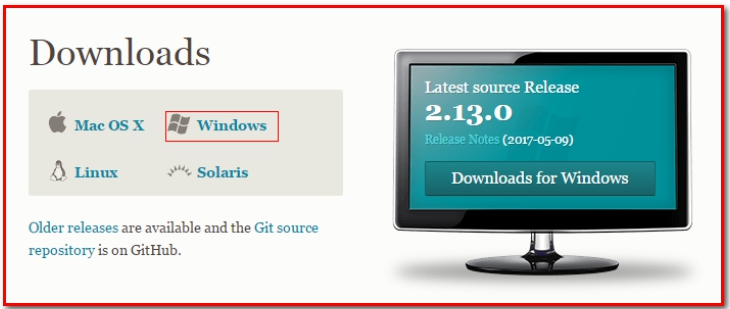 Downloads
Mac OS X
Windows
Linux
Solaris
Older releases are available and the Git source
repository is on GitHub.
Latest source Release
2.13.0
Release Notes (2017-05-09)
Downloads for Windows